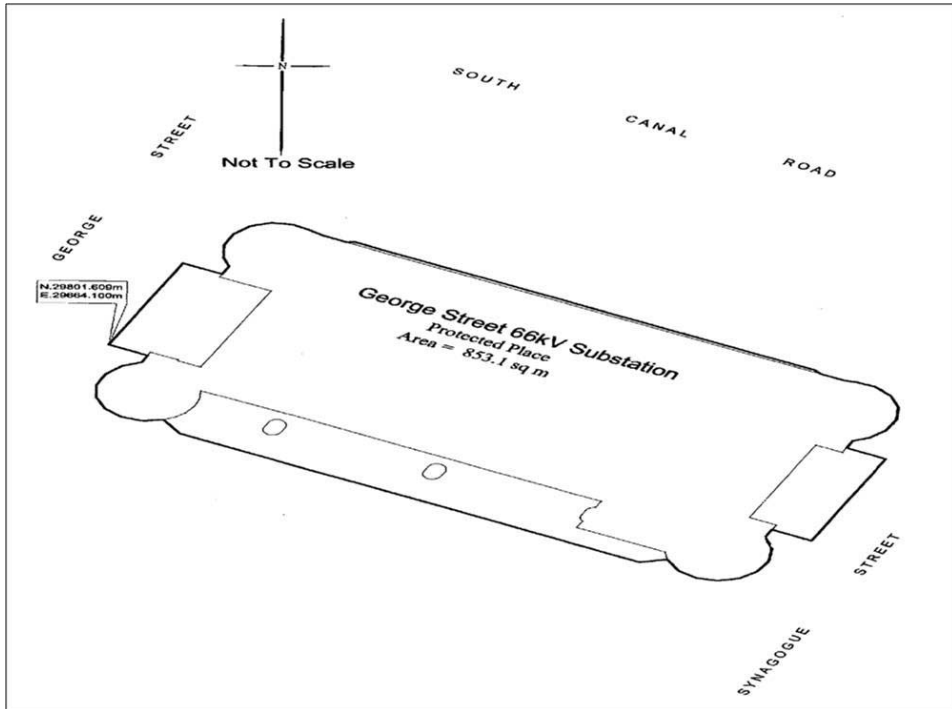 N
Not To Scale
SOUTH CANAL ROAD
GEORGE STREET
N.29801.609m
E.29664.100m
George Street 66kV Substation
Protected Place
Area = 853.1 sq m
SYNAGOGUE STREET